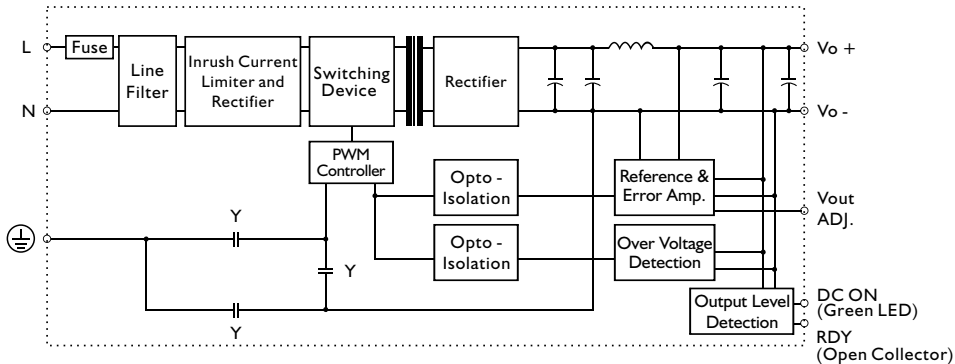 L
Fuse
Line
Filter
Inrush Current
Limiter and
Rectifier
Switching
Device
Rectifier
Vo +
N
Vo -
PWM
Controller
Opto -
Isolation
Reference &
Error Amp.
Vout
ADJ.
Y
Y
Y
Opto -
Isolation
Over Voltage
Detection
Output Level
Detection
DC ON
(Green LED)
RDY
(Open Collector)